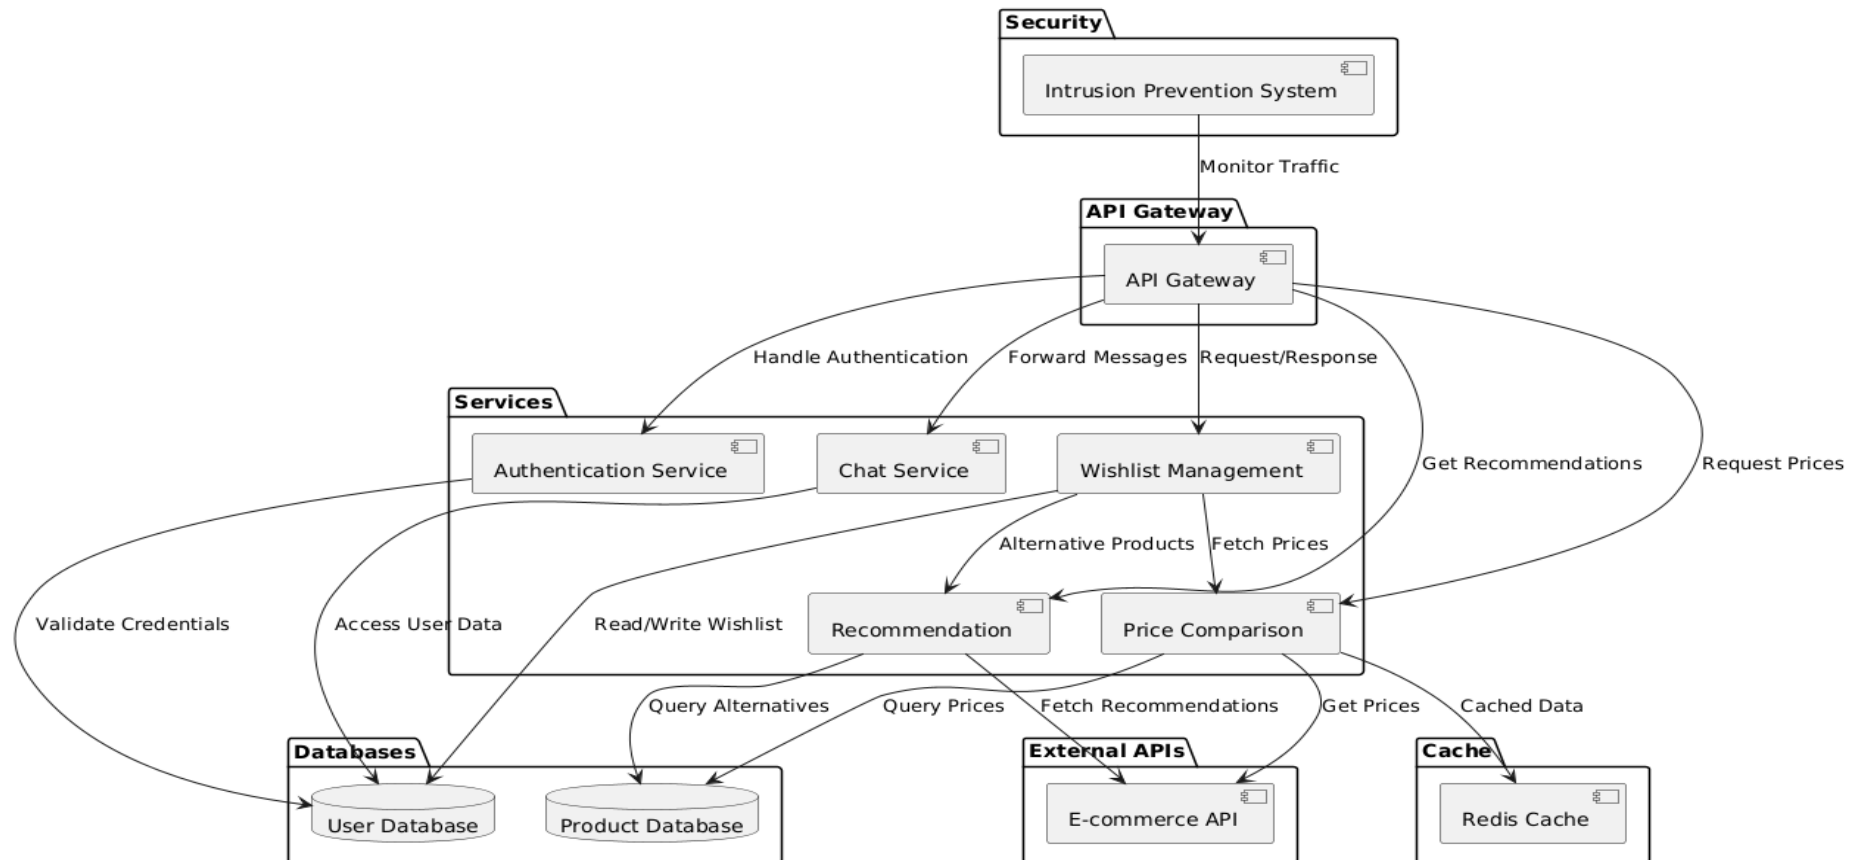 Security
Intrusion Prevention System
Monitor Traffic
API Gateway
API Gateway
Handle Authentication
Forward Messages
Request/Response
Services
Authentication Service
Chat Service
Wishlist Management
Get Recommendations
Request Prices
Alternative Products
Fetch Prices
Validate Credentials
Access User Data
Read/Write Wishlist
Recommendation
Price Comparison
Query Alternatives
Query Prices
Fetch Recommendations
Get Prices
Cached Data
Databases
External APIs
Cache
User Database
Product Database
E-commerce API
Redis Cache